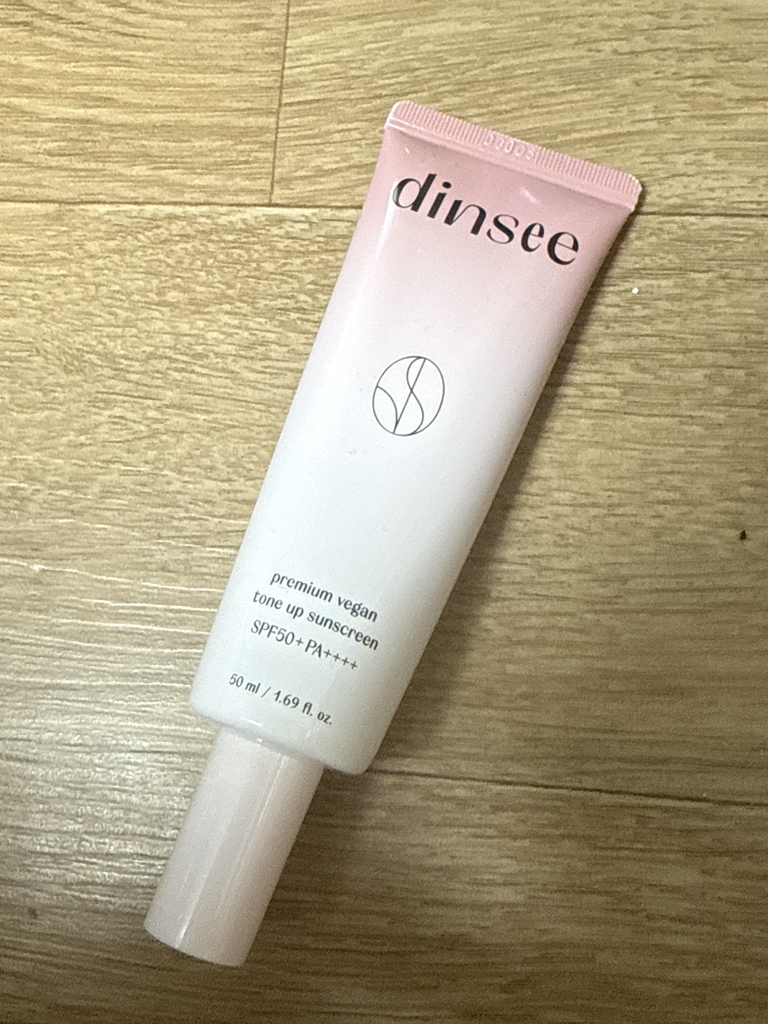 dinsee
premium vegan
tone up sunscreen
SPF50+PA++++
50 ml / 1.69 fl. oz.